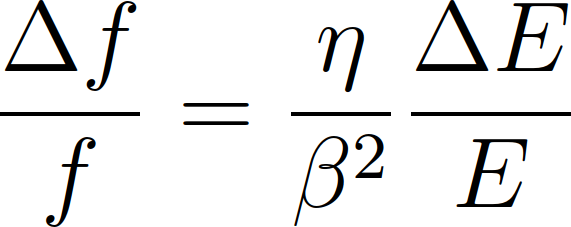 Δf/f = η/β² ΔE/E